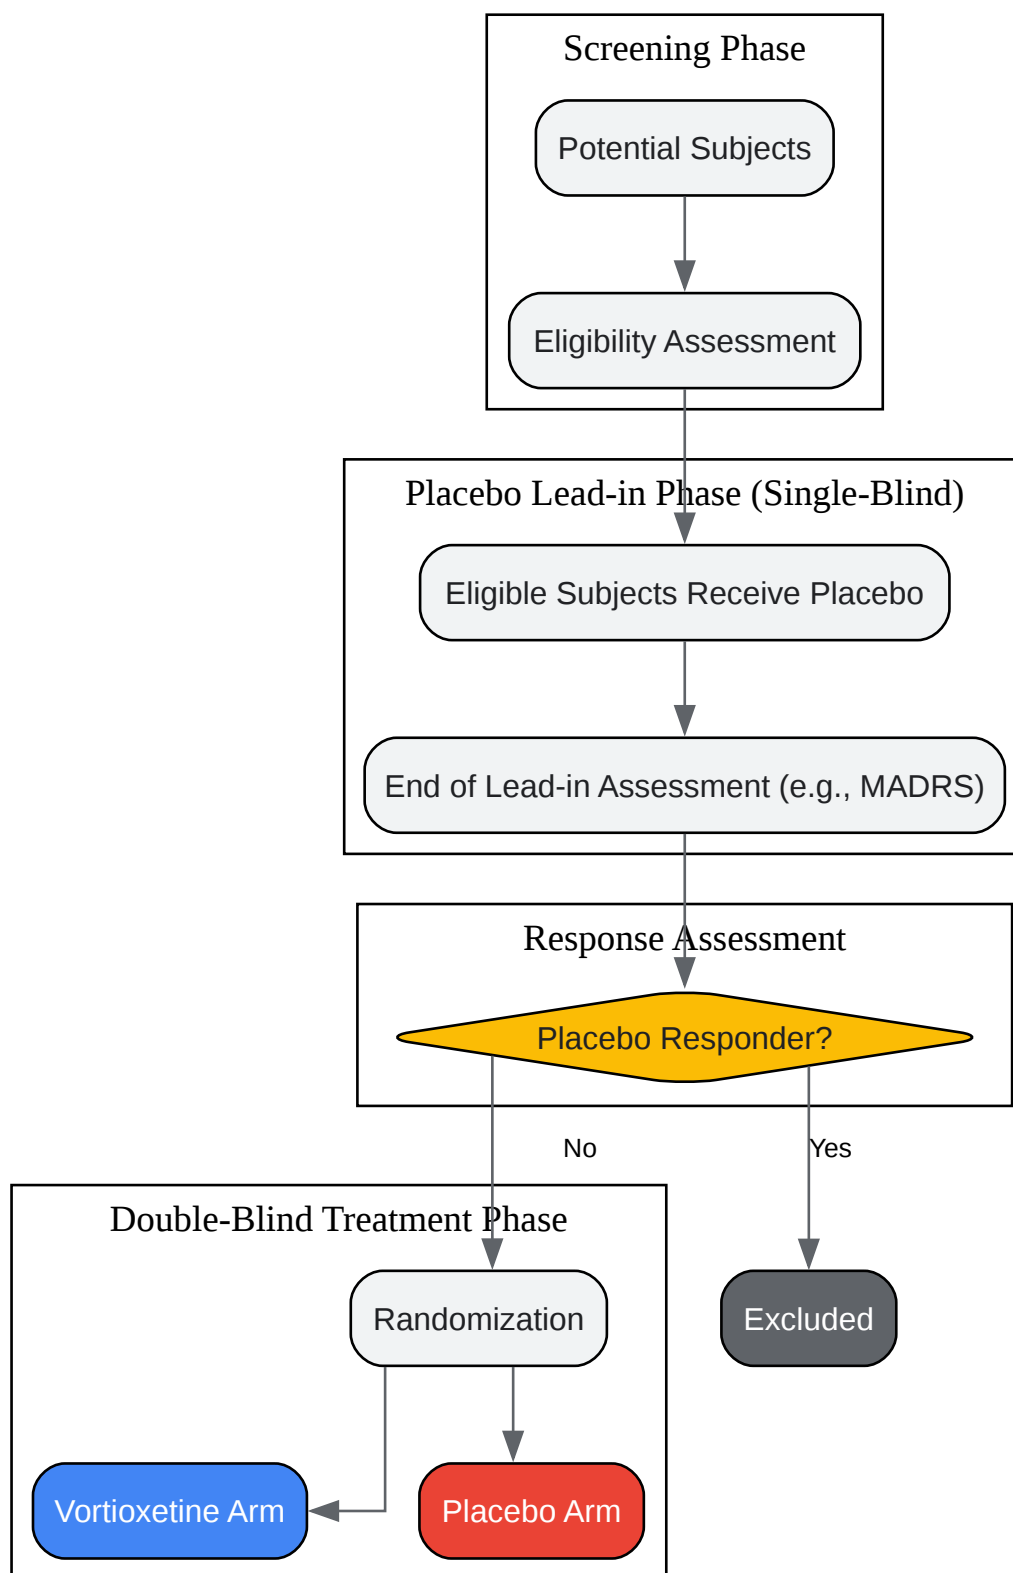 Screening Phase
Potential Subjects
Eligibility Assessment
Placebo Lead-in Phase (Single-Blind)
Eligible Subjects Receive Placebo
End of Lead-in Assessment (e.g., MADRS)
Response Assessment
Placebo Responder?
No
Yes
Double-Blind Treatment Phase
Randomization
Excluded
Vortioxetine Arm
Placebo Arm